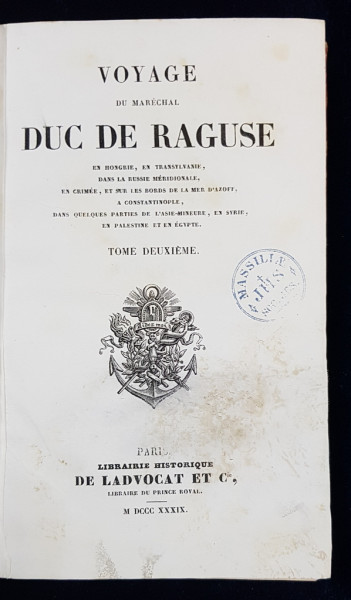 VOYAGE
DU MARÉCHAL
DUC DE RAGUSE
EN HONGRIE, EN TRANSYLVANIE,
DANS LA RUSSIE MÉRIDIONALE,
EN CRIMÉE, ET SUR LES BORDS DE LA MER D'AZOFF,
A CONSTANTINOPLE,
DANS QUELQUES PARTIES DE L'ASIE-MINEURE, EN SYRIE,
EN PALESTINE ET EN ÉGYPTE.
TOME DEUXIÈME.
MASSILIÆ
PARIS,
LIBRAIRIE HISTORIQUE
DE LADVOCAT ET Cie,
LIBRAIRE DU PRINCE ROYAL.
M DCCC XXXIX.